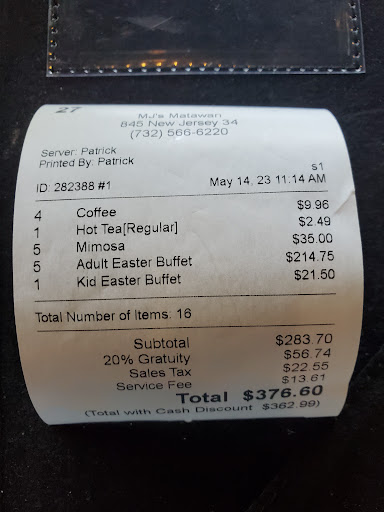 27
MJ's Matawan
845 New Jersey 34
(732) 566-6220
Server: Patrick
Printed By: Patrick
s1
ID: 282388 #1 May 14, 23 11:14 AM
4 Coffee $9.96
1 Hot Tea[Regular] $2.49
5 Mimosa $35.00
5 Adult Easter Buffet $214.75
1 Kid Easter Buffet $21.50
Total Number of Items: 16
Subtotal $283.70
20% Gratuity $56.74
Sales Tax $22.55
Service Fee $13.61
Total $376.60
(Total with Cash Discount $362.99)